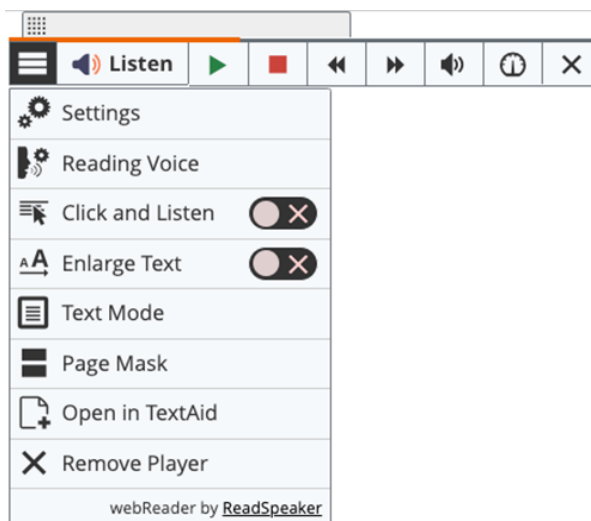 Listen
Settings
Reading Voice
Click and Listen
Enlarge Text
Text Mode
Page Mask
Open in TextAid
Remove Player
webReader by ReadSpeaker